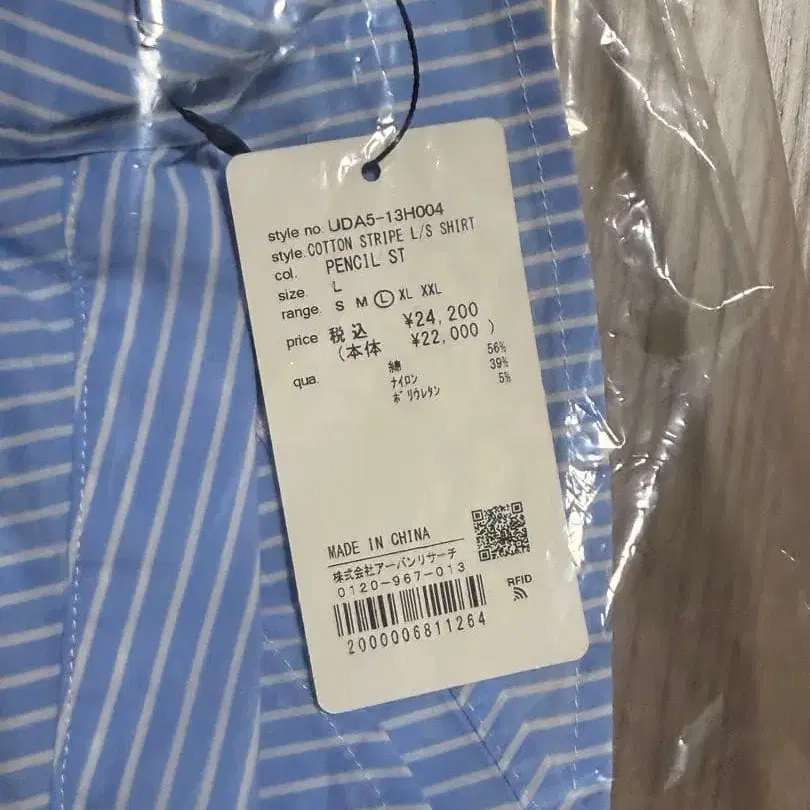 style no. UDA5-13H004
style. COTTON STRIPE L/S SHIRT
col. PENCIL ST
size. L
range. S M L XL XXL
price 税込 ¥24,200
(本体 ¥22,000 )
qua. 綿 56%
ナイロン 39%
ポリウレタン 5%
MADE IN CHINA
株式会社アーバンリサーチ
0120-967-013
RFID
2000006811264